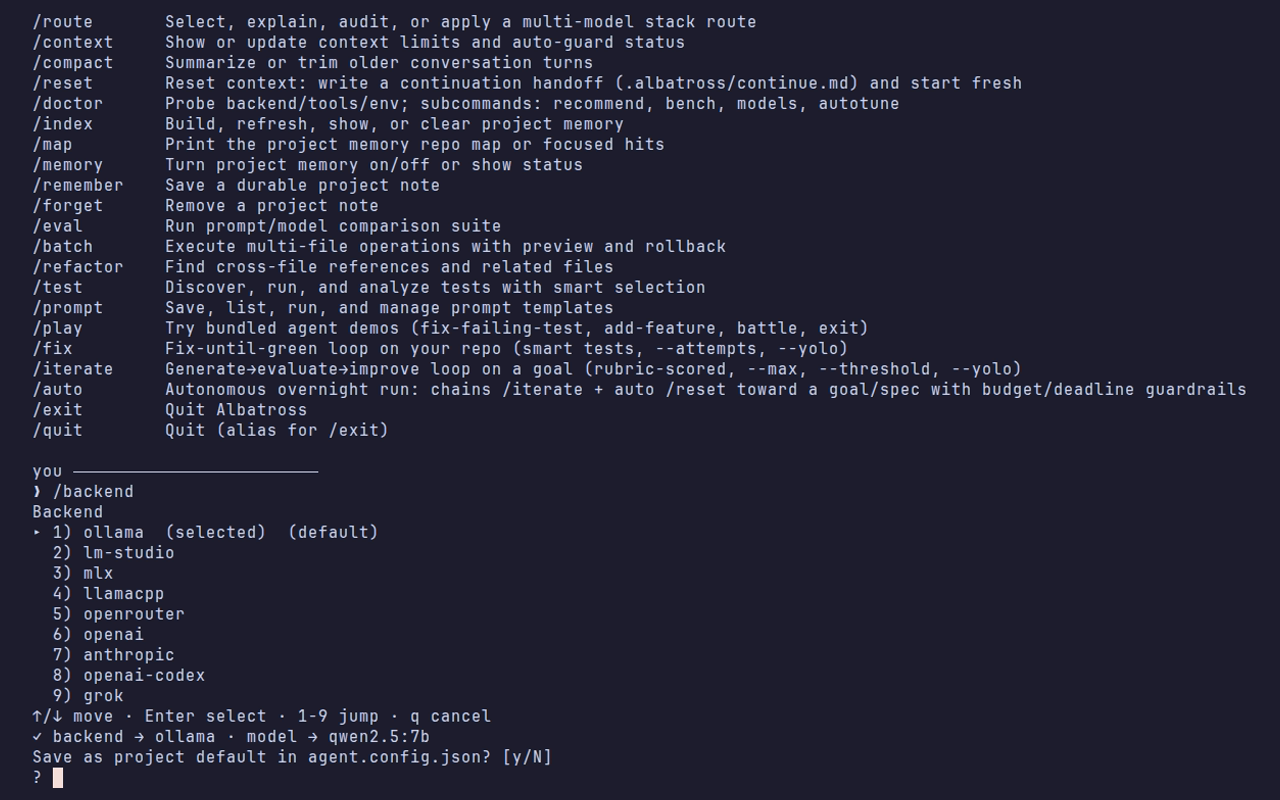 /route Select, explain, audit, or apply a multi-model stack route
/context Show or update context limits and auto-guard status
/compact Summarize or trim older conversation turns
/reset Reset context: write a continuation handoff (.albatross/continue.md) and start fresh
/doctor Probe backend/tools/env; subcommands: recommend, bench, models, autotune
/index Build, refresh, show, or clear project memory
/map Print the project memory repo map or focused hits
/memory Turn project memory on/off or show status
/remember Save a durable project note
/forget Remove a project note
/eval Run prompt/model comparison suite
/batch Execute multi-file operations with preview and rollback
/refactor Find cross-file references and related files
/test Discover, run, and analyze tests with smart selection
/prompt Save, list, run, and manage prompt templates
/play Try bundled agent demos (fix-failing-test, add-feature, battle, exit)
/fix Fix-until-green loop on your repo (smart tests, --attempts, --yolo)
/iterate Generate→evaluate→improve loop on a goal (rubric-scored, --max, --threshold, --yolo)
/auto Autonomous overnight run: chains /iterate + auto /reset toward a goal/spec with budget/deadline guardrails
/exit Quit Albatross
/quit Quit (alias for /exit)
you ────────────────────────
❯ /backend
Backend
▸ 1) ollama (selected) (default)
2) lm-studio
3) mlx
4) llamacpp
5) openrouter
6) openai
7) anthropic
8) openai-codex
9) grok
↑/↓ move · Enter select · 1-9 jump · q cancel
✓ backend → ollama · model → qwen2.5:7b
Save as project default in agent.config.json? [y/N]
?